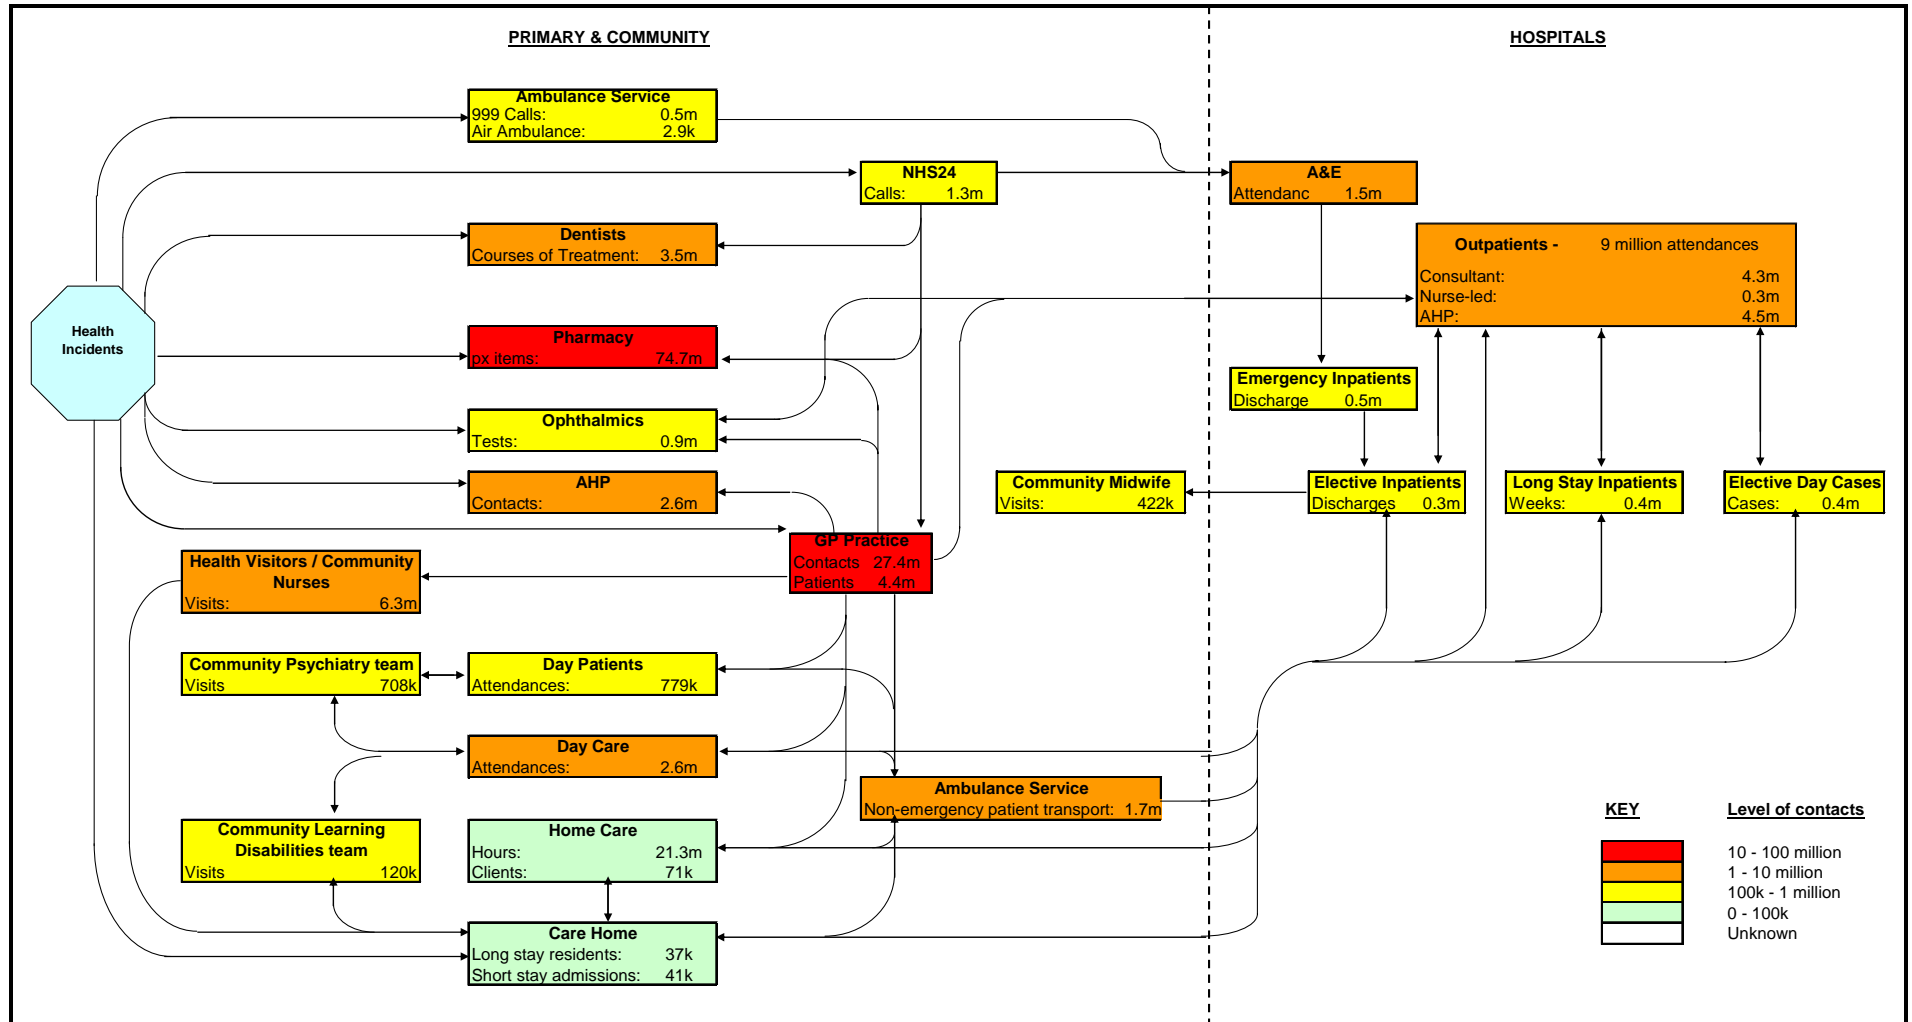 PRIMARY & COMMUNITY
HOSPITALS
Ambulance Service
999 Calls: 0.5m
Air Ambulance: 2.9k
NHS24
Calls: 1.3m
A&E
Attendanc 1.5m
Dentists
Courses of Treatment: 3.5m
Outpatients - 9 million attendances
Consultant: 4.3m
Nurse-led: 0.3m
AHP: 4.5m
Health
Incidents
Pharmacy
px items: 74.7m
Emergency Inpatients
Discharge 0.5m
Ophthalmics
Tests: 0.9m
AHP
Contacts: 2.6m
Community Midwife
Visits: 422k
Elective Inpatients
Discharges 0.3m
Long Stay Inpatients
Weeks: 0.4m
Elective Day Cases
Cases: 0.4m
GP Practice
Contacts 27.4m
Patients 4.4m
Health Visitors / Community
Nurses
Visits: 6.3m
Community Psychiatry team
Visits 708k
Day Patients
Attendances: 779k
Day Care
Attendances: 2.6m
Ambulance Service
Non-emergency patient transport: 1.7m
Community Learning
Disabilities team
Visits 120k
Home Care
Hours: 21.3m
Clients: 71k
Care Home
Long stay residents: 37k
Short stay admissions: 41k
KEY Level of contacts
10 - 100 million
1 - 10 million
100k - 1 million
0 - 100k
Unknown